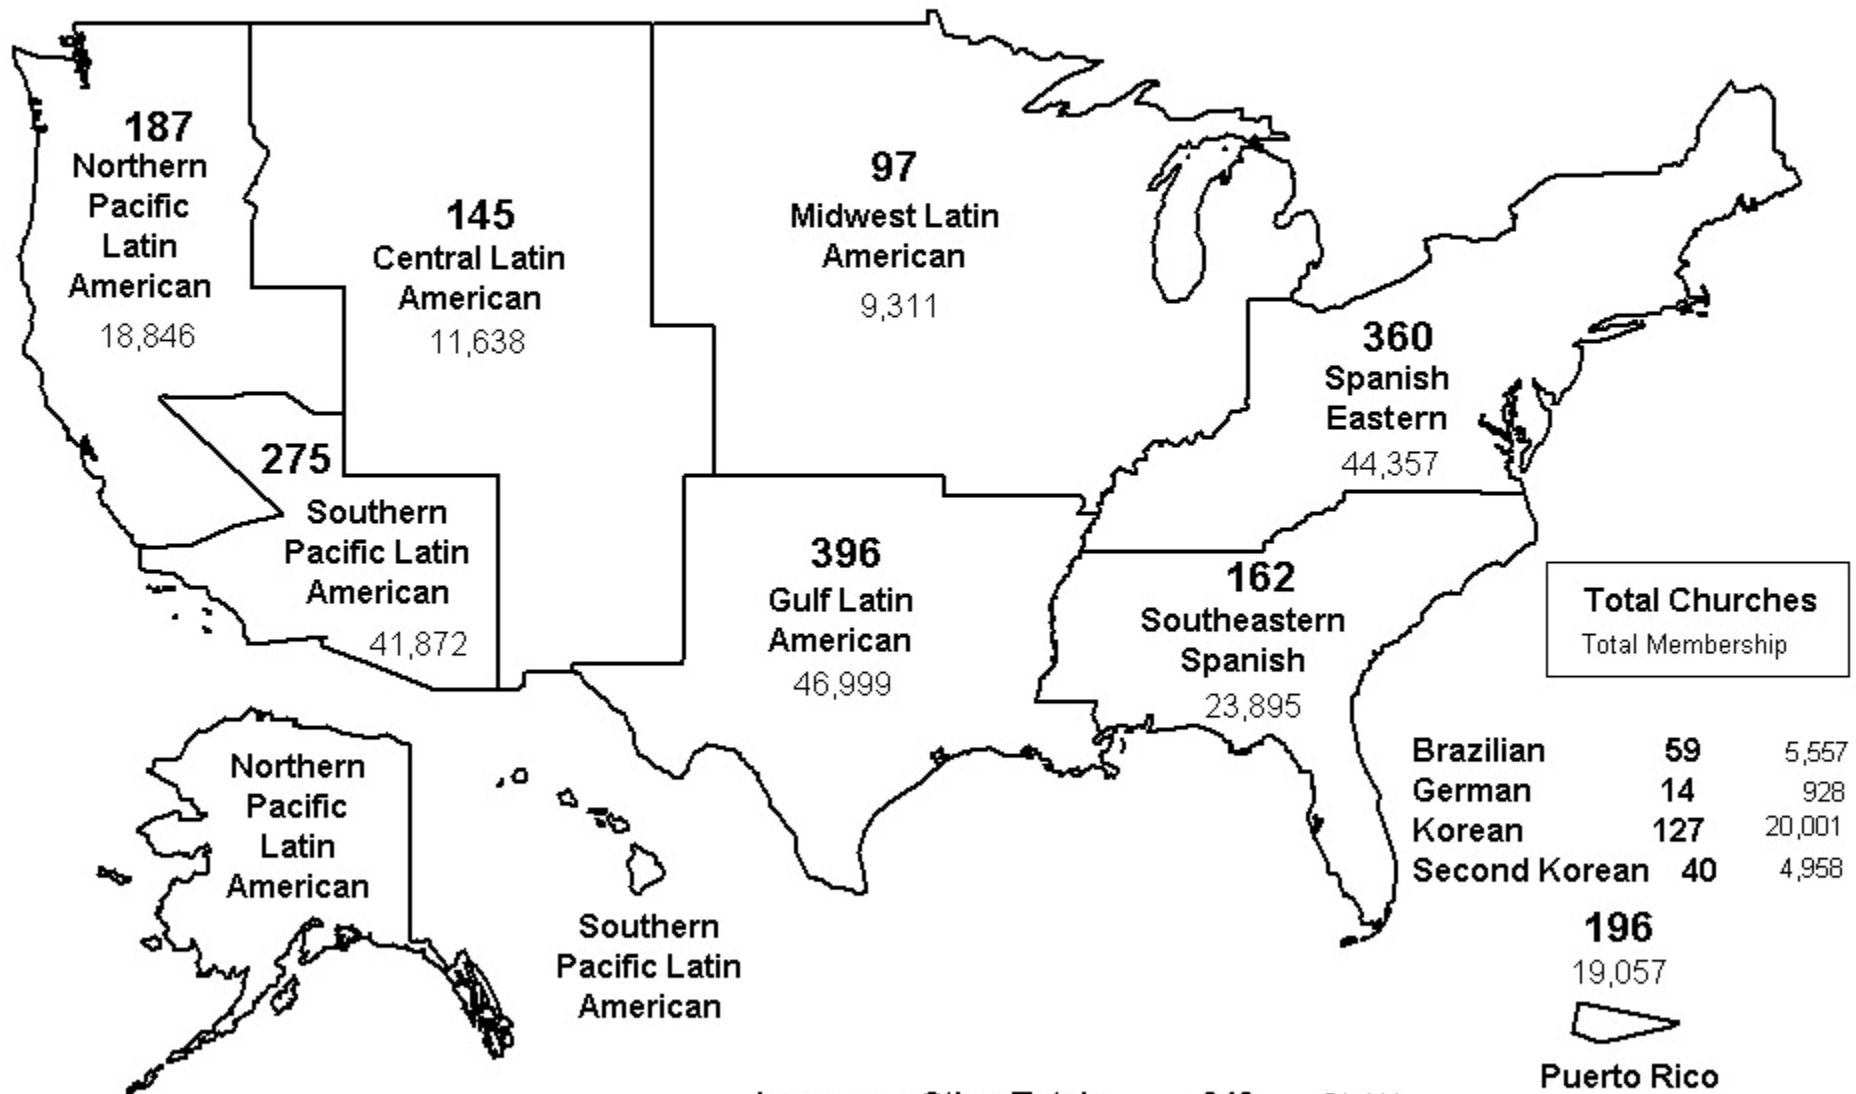 187
Northern
Pacific
Latin
American
18,846
145
Central Latin
American
11,638
97
Midwest Latin
American
9,311
360
Spanish
Eastern
44,357
275
Southern
Pacific Latin
American
41,872
396
Gulf Latin
American
46,999
162
Southeastern
Spanish
23,895
Total Churches
Total Membership
Northern
Pacific
Latin
American
Southern
Pacific Latin
American
Brazilian 59 5,557
German 14 928
Korean 127 20,001
Second Korean 40 4,958
196
19,057
Puerto Rico